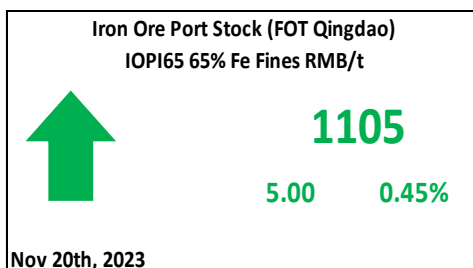 Iron Ore Port Stock (FOT Qingdao)
IOPI65 65% Fe Fines RMB/t
1105
5.00 0.45%
Nov 20th, 2023